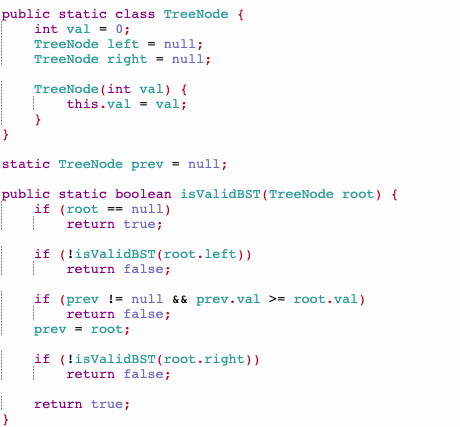 public static class TreeNode {
    int val = 0;
    TreeNode left = null;
    TreeNode right = null;

    TreeNode(int val) {
        this.val = val;
    }
}

static TreeNode prev = null;

public static boolean isValidBST(TreeNode root) {
    if (root == null)
        return true;

    if (!isValidBST(root.left))
        return false;

    if (prev != null && prev.val >= root.val)
        return false;
    prev = root;

    if (!isValidBST(root.right))
        return false;

    return true;
}